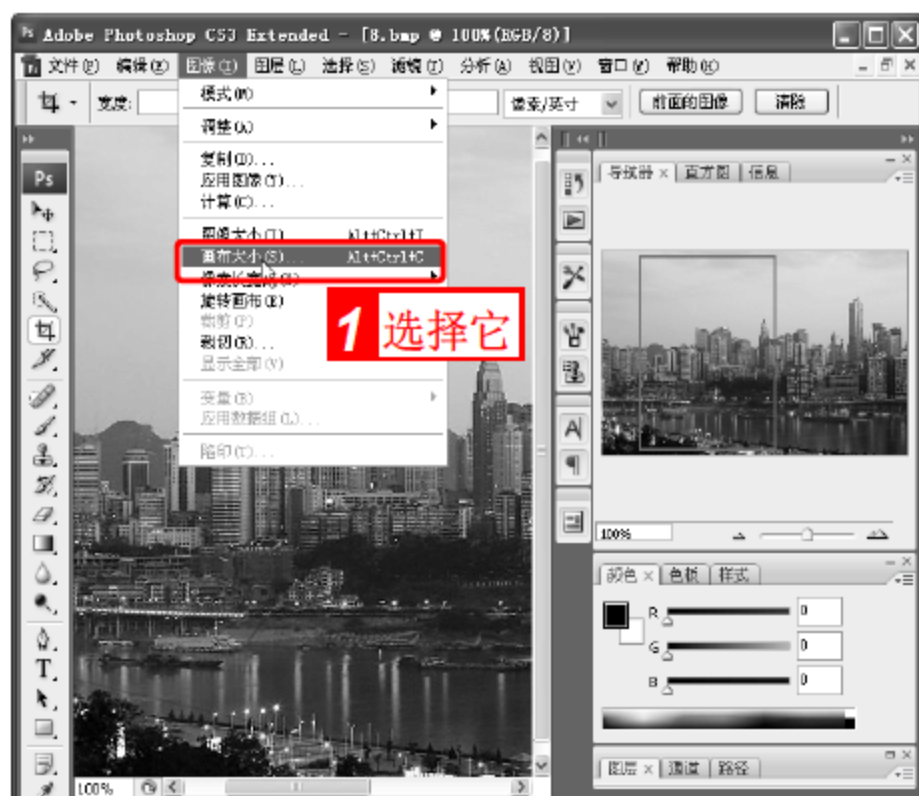 Adobe Photoshop CS3 Extended - [8.bmp @ 100%(RGB/8)]
文件(F) 编辑(E) 图像(I) 图层(L) 选择(S) 滤镜(T) 分析(A) 视图(V) 窗口(W) 帮助(H)
宽度: 像素/英寸 前面的图像 清除
模式(M)
调整(A)
复制(D)...
应用图像(Y)...
计算(C)...
图像大小(I)... Alt+Ctrl+I
画布大小(S)... Alt+Ctrl+C
像素长宽比(X)
旋转画布(E)
裁剪(P)
裁切(R)...
显示全部(V)
变量(B)
应用数据组(L)...
陷印(T)...
1 选择它
Ps
导航器 × 直方图 信息
100%
颜色 × 色板 样式
R 0
G 0
B 0
图层 × 通道 路径
100%